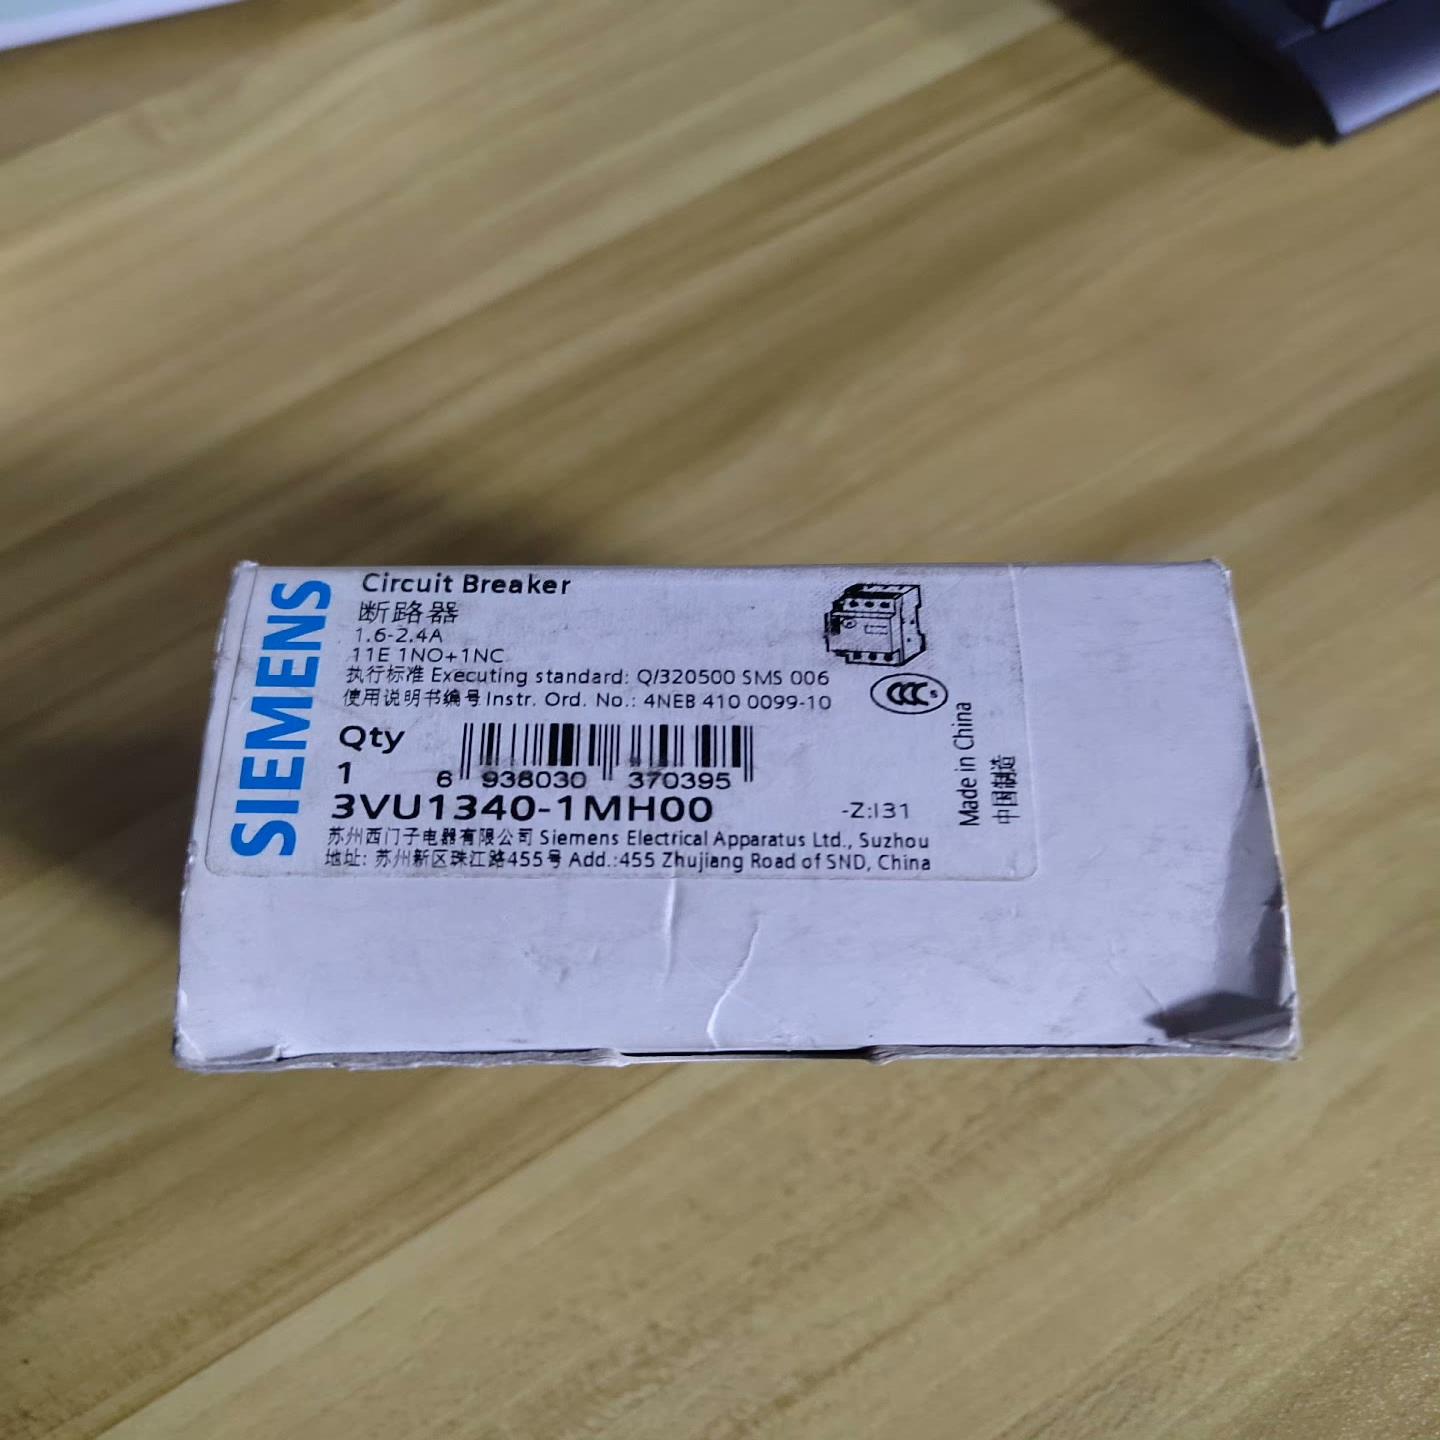 SIEMENS
Circuit Breaker
断路器
1.6-2.4A
11E 1NO+1NC
执行标准 Executing standard: Q/320500 SMS 006
使用说明书编号 Instr. Ord. No.: 4NEB 410 0099-10
CCC S
Qty
1
6 938030 370395
3VU1340-1MH00 -Z:I31
苏州西门子电器有限公司 Siemens Electrical Apparatus Ltd., Suzhou
地址: 苏州新区珠江路455号 Add.:455 Zhujiang Road of SND, China
Made in China
中国制造